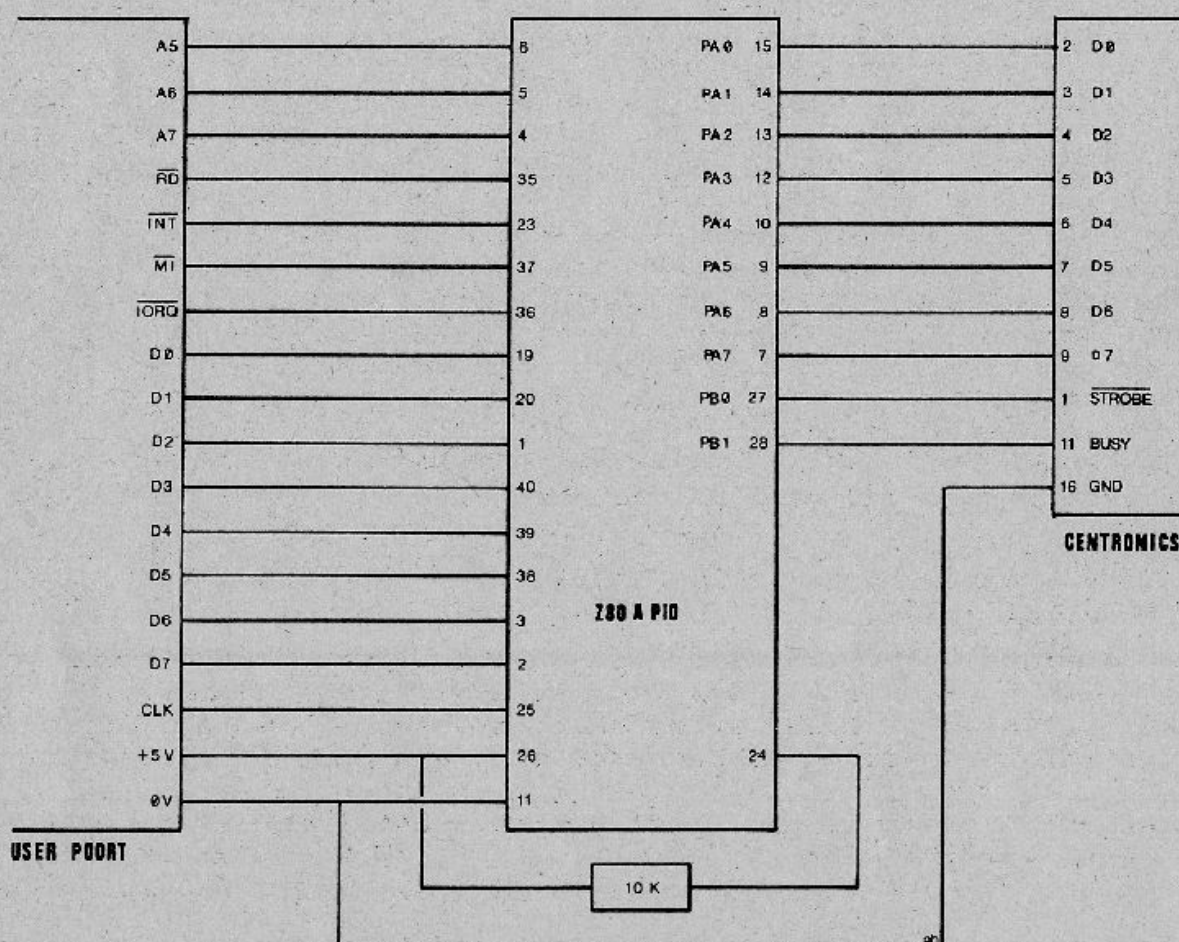 A5 6 PA0 15 2 D0
A6 5 PA1 14 3 D1
A7 4 PA2 13 4 D2
RD 35 PA3 12 5 D3
INT 23 PA4 10 6 D4
MI 37 PA5 9 7 D5
IORQ 36 PA6 8 8 D6
D0 19 PA7 7 9 D7
D1 20 PB0 27 1 STROBE
D2 1 PB1 28 11 BUSY
D3 40 16 GND
D4 39
CENTRONICS
D5 38
D6 3
Z80 A PIO
D7 2
CLK 25
+5V 26 24
0V 11
USER POORT
10 K